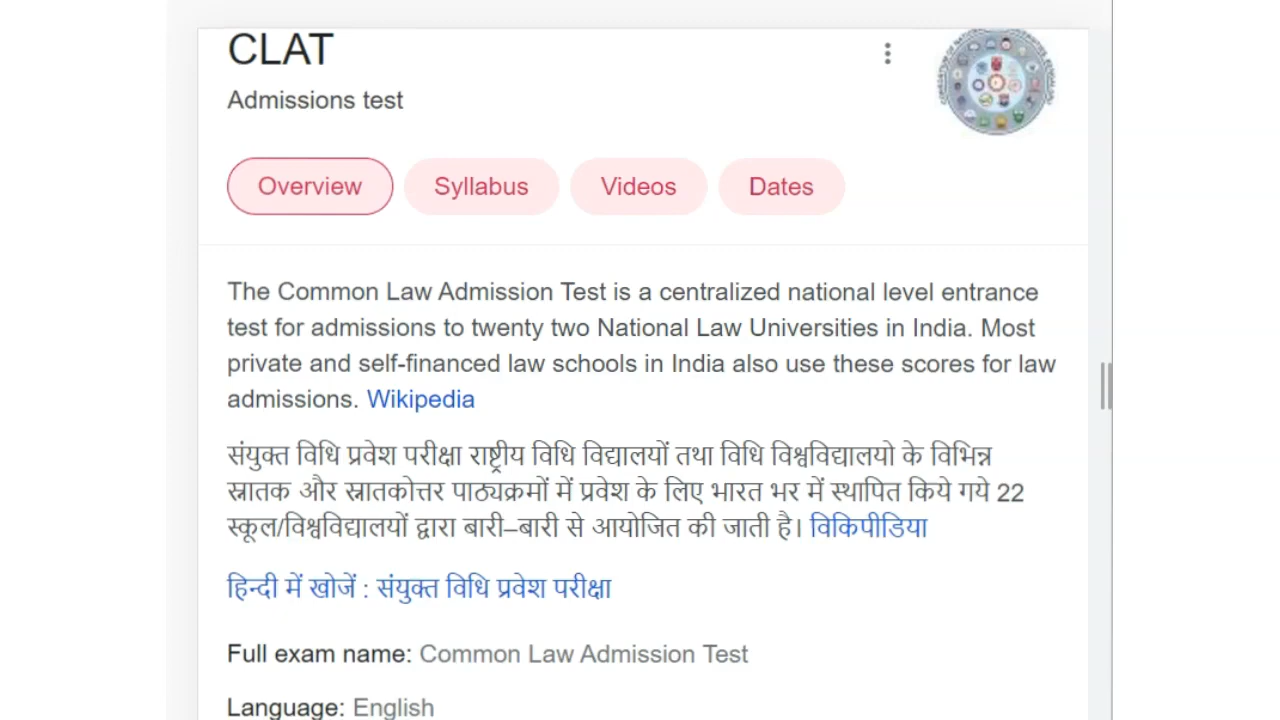 CLAT
Admissions test
Overview
Syllabus
Videos
Dates
The Common Law Admission Test is a centralized national level entrance
test for admissions to twenty two National Law Universities in India. Most
private and self-financed law schools in India also use these scores for law
admissions. Wikipedia
संयुक्त विधि प्रवेश परीक्षा राष्ट्रीय विधि विद्यालयों तथा विधि विश्वविद्यालयो के विभिन्न
स्नातक और स्नातकोत्तर पाठ्यक्रमों में प्रवेश के लिए भारत भर में स्थापित किये गये 22
स्कूल/विश्वविद्यालयों द्वारा बारी–बारी से आयोजित की जाती है। विकिपीडिया
हिन्दी में खोजें : संयुक्त विधि प्रवेश परीक्षा
Full exam name: Common Law Admission Test
Language: English